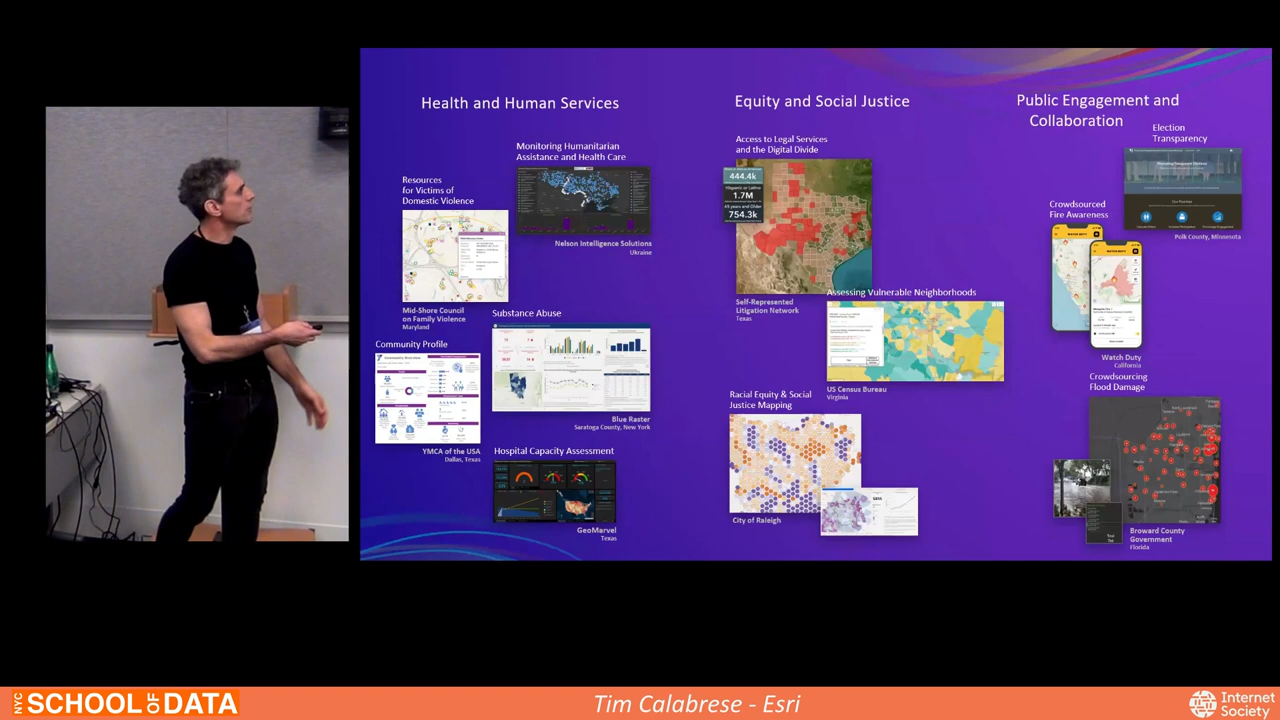 Health and Human Services
Monitoring Humanitarian
Assistance and Health Care
Resources
for Victims of
Domestic Violence
Nelson Intelligence Solutions
Ukraine
Mid-Shore Council
on Family Violence
Maryland
Substance Abuse
Community Profile
Blue Raster
Saratoga County, New York
YMCA of the USA
Dallas, Texas
Hospital Capacity Assessment
GeoMarvel
Texas
Equity and Social Justice
Access to Legal Services
and the Digital Divide
444.4k
1.7M
754.3k
Self-Represented
Litigation Network
Texas
Assessing Vulnerable Neighborhoods
US Census Bureau
Virginia
Racial Equity & Social
Justice Mapping
City of Raleigh
Public Engagement and
Collaboration
Election
Transparency
Polk County, Minnesota
Crowdsourced
Fire Awareness
Watch Duty
California
Crowdsourcing
Flood Damage
Broward County
Government
Florida
NYC SCHOOL OF DATA
Tim Calabrese - Esri
Internet
Society